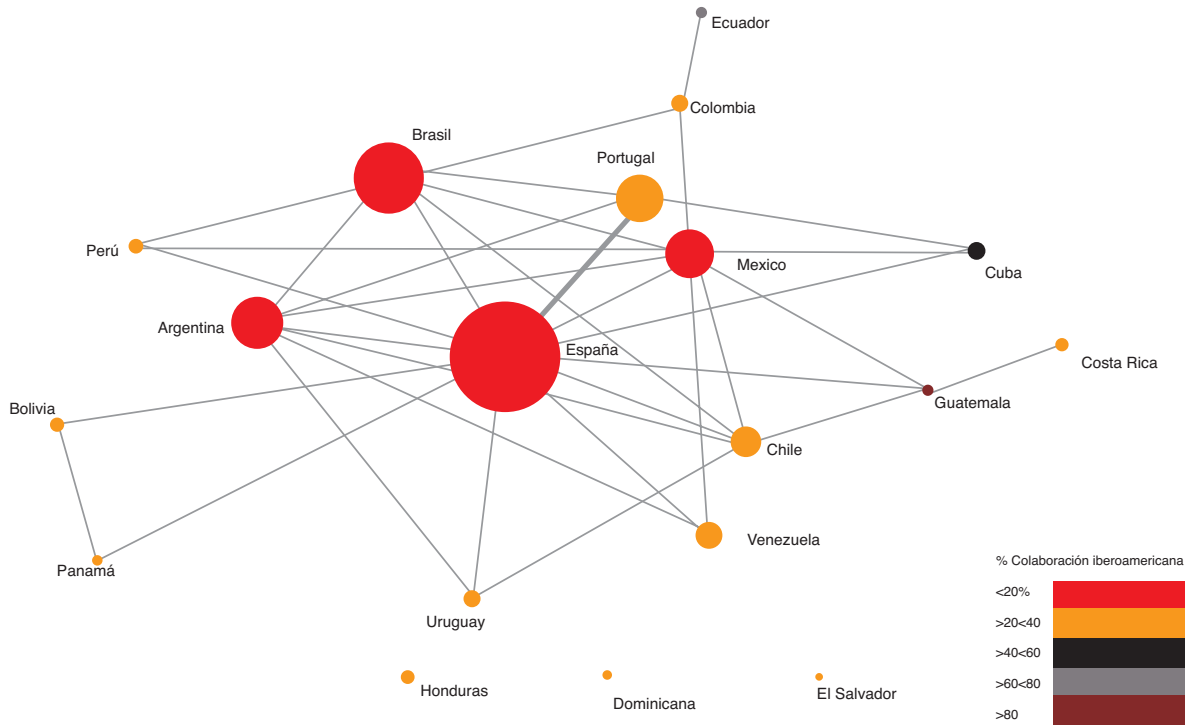 Ecuador
Colombia
Brasil
Portugal
Perú
Mexico
Cuba
Argentina
España
Costa Rica
Bolivia
Guatemala
Chile
Venezuela
Panamá
Uruguay
Honduras
Dominicana
El Salvador
% Colaboración iberoamericana
<20%
>20<40
>40<60
>60<80
>80